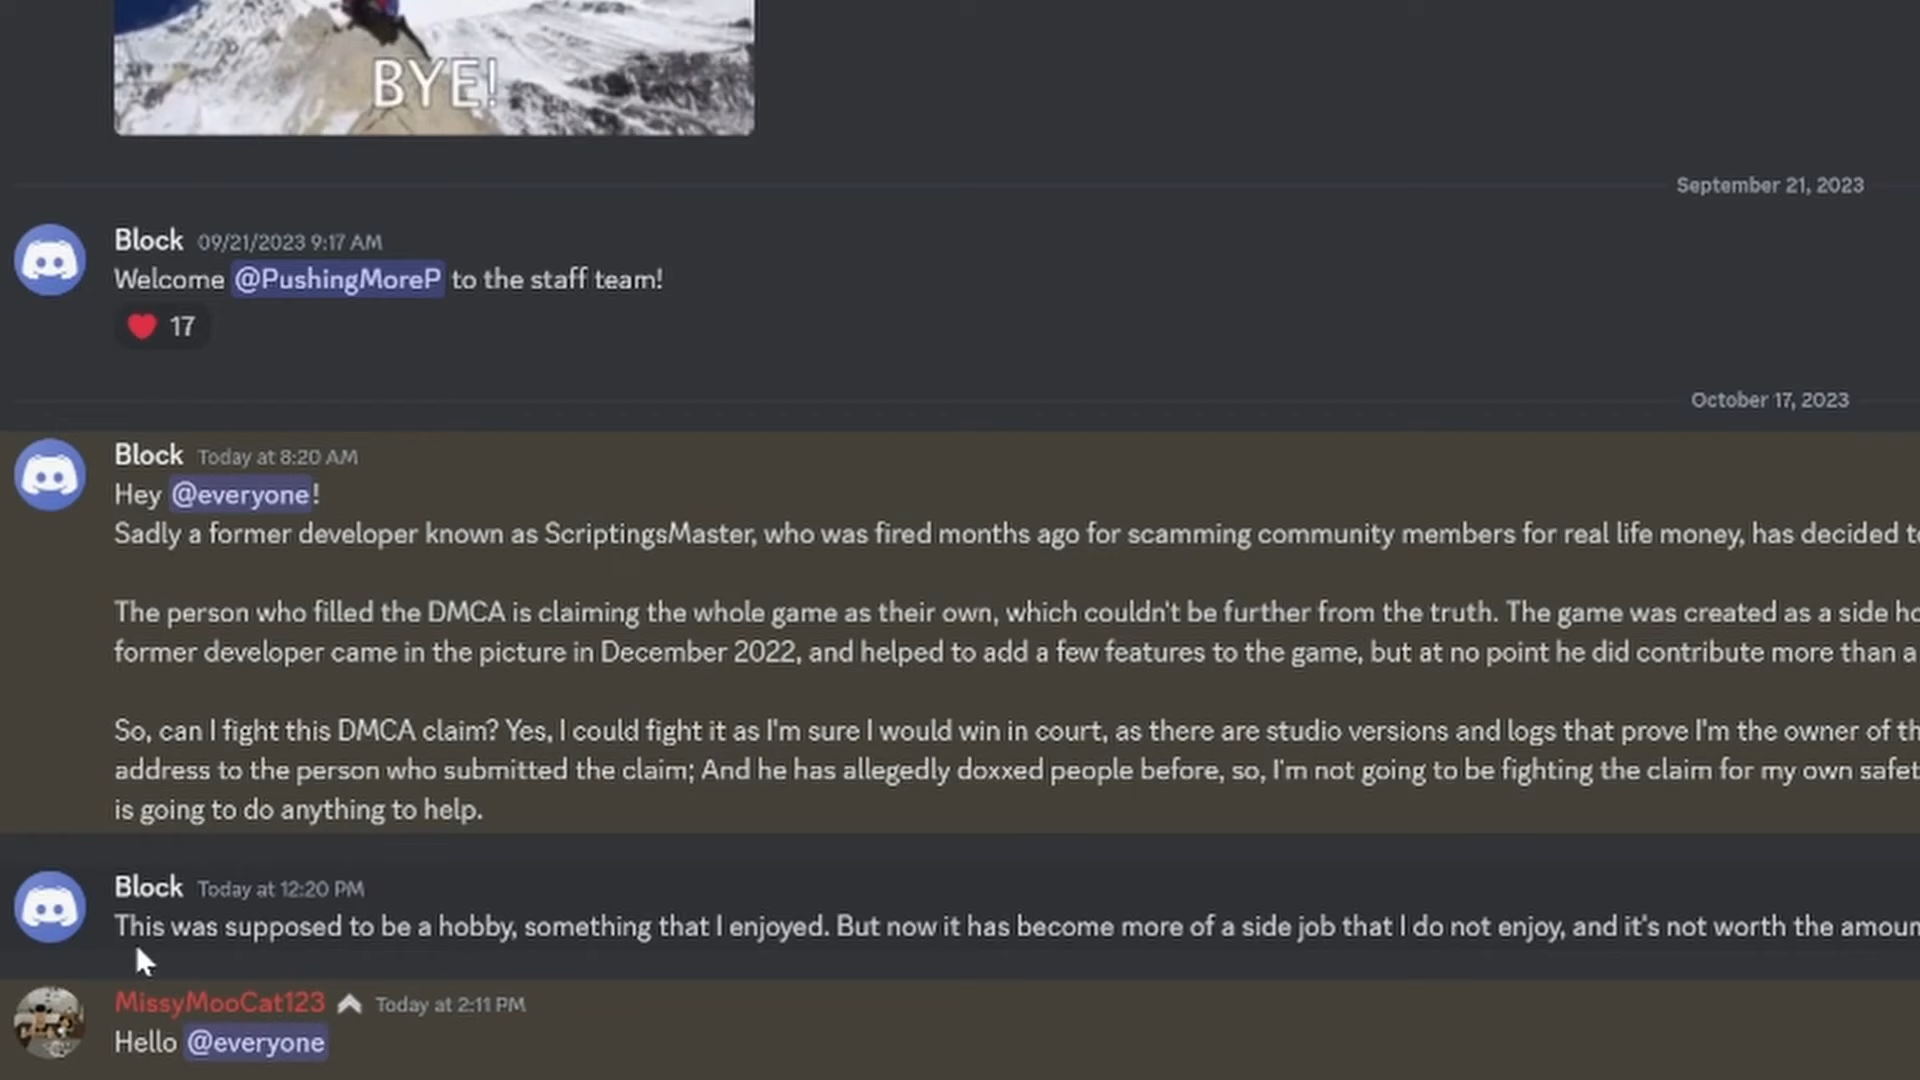 BYE!
September 21, 2023
Block 09/21/2023 9:17 AM
Welcome @PushingMoreP to the staff team!
17
October 17, 2023
Block Today at 8:20 AM
Hey @everyone!
Sadly a former developer known as ScriptingsMaster, who was fired months ago for scamming community members for real life money, has decided
The person who filled the DMCA is claiming the whole game as their own, which couldn't be further from the truth. The game was created as a side
former developer came in the picture in December 2022, and helped to add a few features to the game, but at no point he did contribute more than a
So, can I fight this DMCA claim? Yes, I could fight it as I'm sure I would win in court, as there are studio versions and logs that prove I'm the owner of
address to the person who submitted the claim; And he has allegedly doxxed people before, so, I'm not going to be fighting the claim for my own
is going to do anything to help.
Block Today at 12:20 PM
This was supposed to be a hobby, something that I enjoyed. But now it has become more of a side job that I do not enjoy, and it's not worth the
MissyMooCat123 Today at 2:11 PM
Hello @everyone